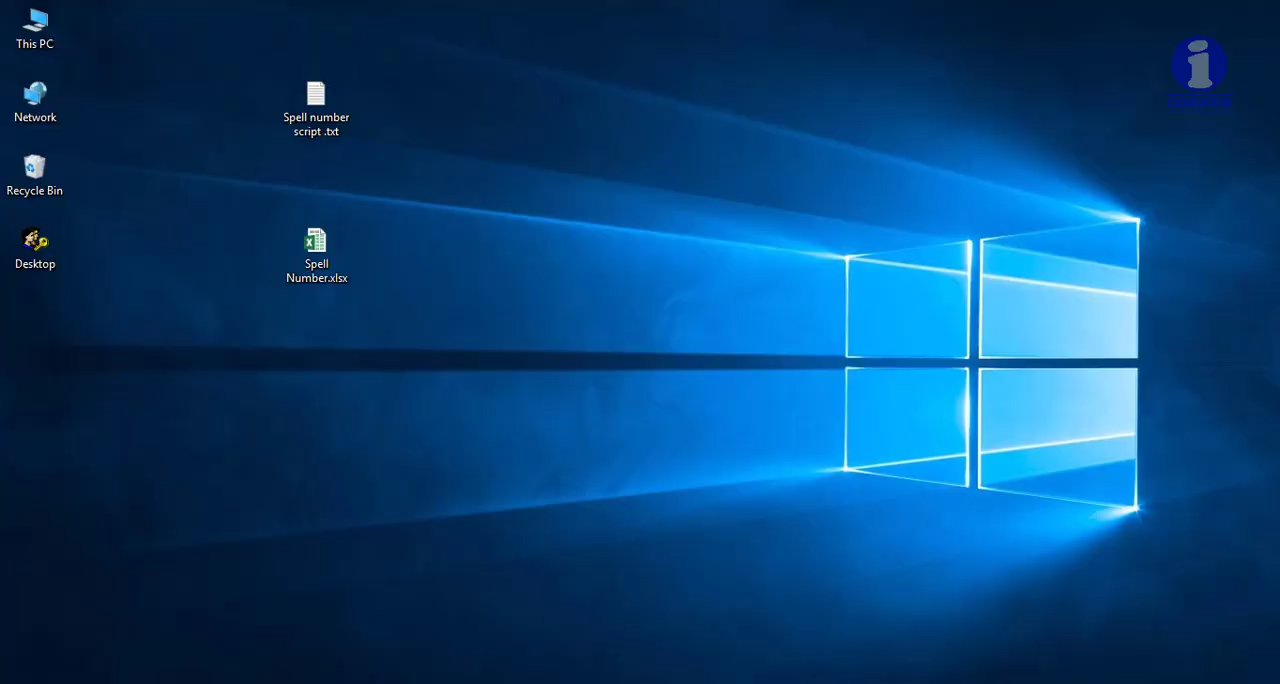 This PC
Network
Recycle Bin
Desktop
Spell number
script .txt
Spell
Number.xlsx